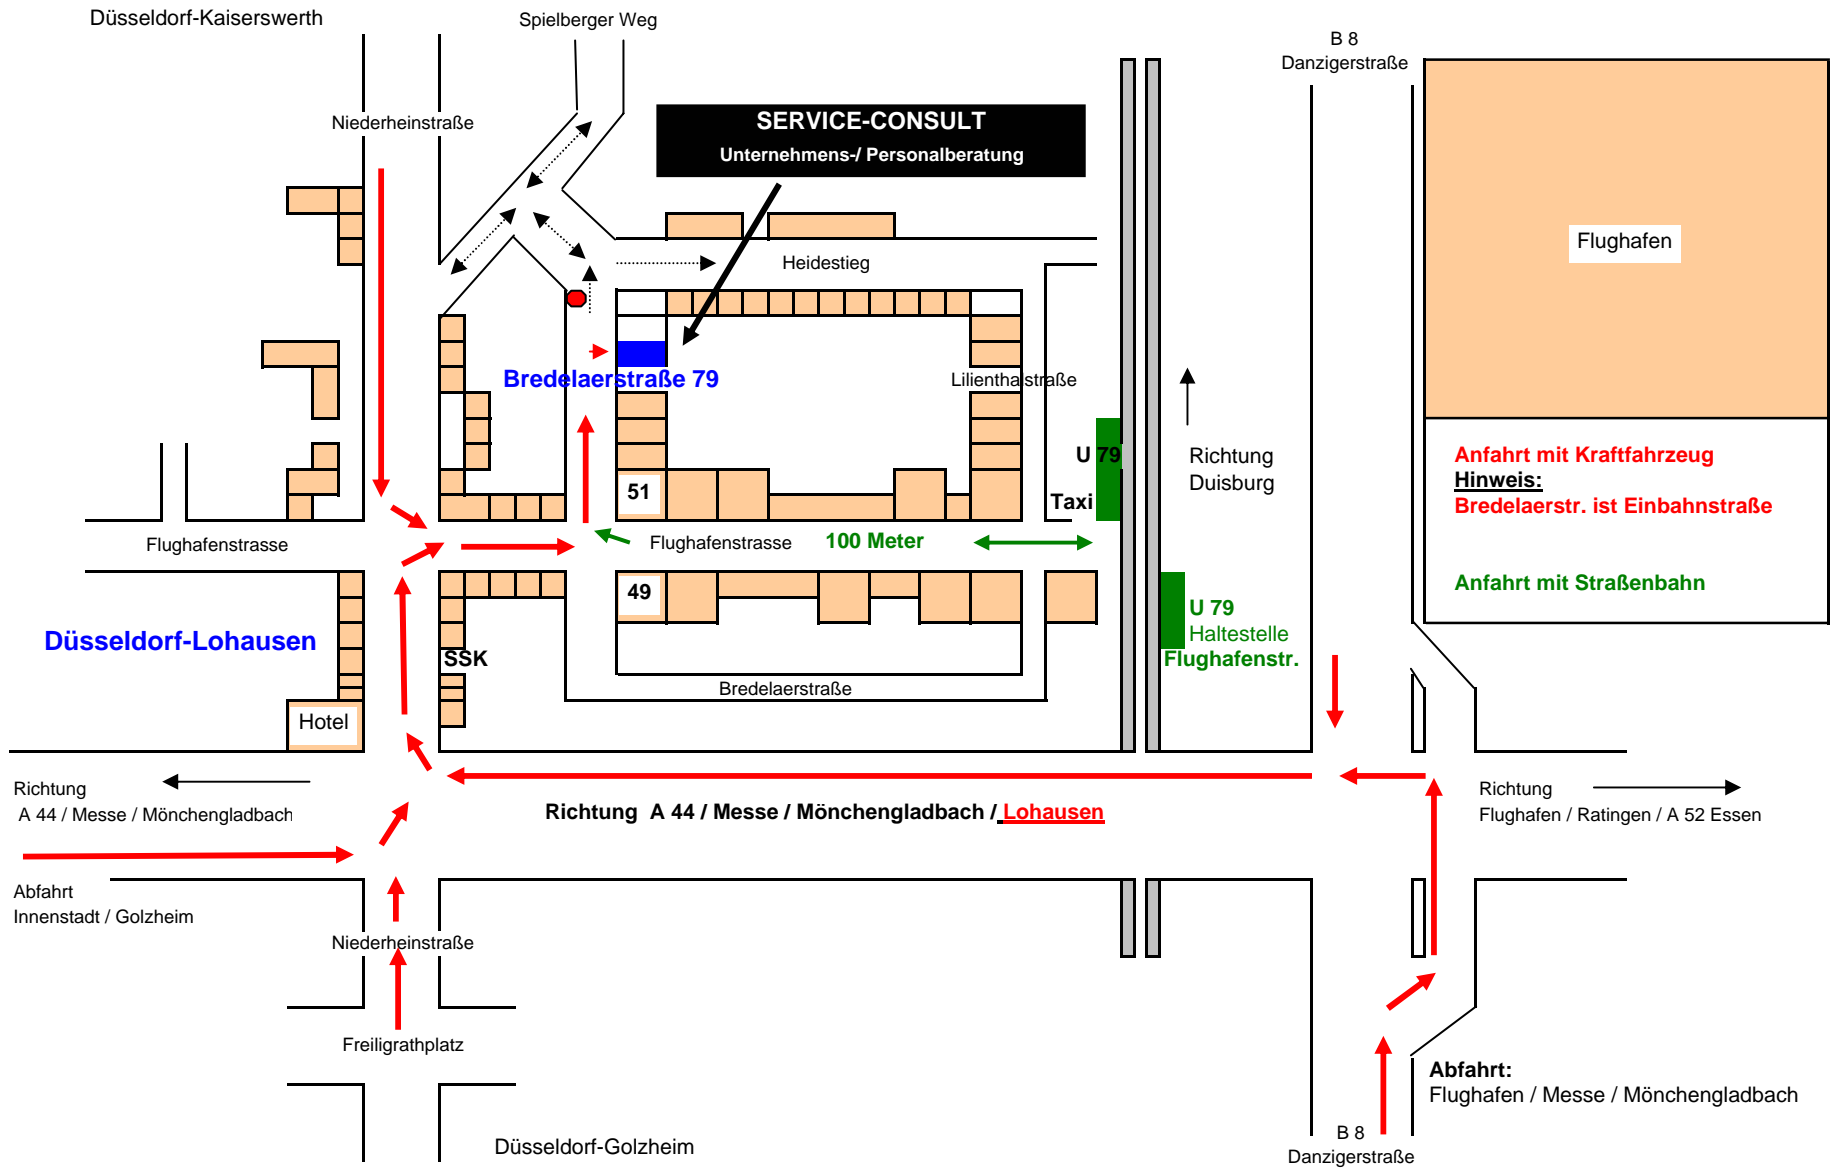 Düsseldorf-Kaiserswerth
Spielberger Weg
B 8
Danzigerstraße
Niederheinstraße
SERVICE-CONSULT
Unternehmens-/ Personalberatung
Flughafen
Heidestieg
Bredelaerstraße 79
Lilienthalstraße
U 79
Taxi
Richtung
Duisburg
Anfahrt mit Kraftfahrzeug
Hinweis:
Bredelaerstr. ist Einbahnstraße
Anfahrt mit Straßenbahn
51
Flughafenstrasse
Flughafenstrasse
100 Meter
49
Düsseldorf-Lohausen
SSK
U 79
Haltestelle
Flughafenstr.
Bredelaerstraße
Hotel
Richtung
A 44 / Messe / Mönchengladbach
Richtung A 44 / Messe / Mönchengladbach / Lohausen
Richtung
Flughafen / Ratingen / A 52 Essen
Abfahrt
Innenstadt / Golzheim
Niederheinstraße
Freiligrathplatz
Abfahrt:
Flughafen / Messe / Mönchengladbach
Düsseldorf-Golzheim
B 8
Danzigerstraße